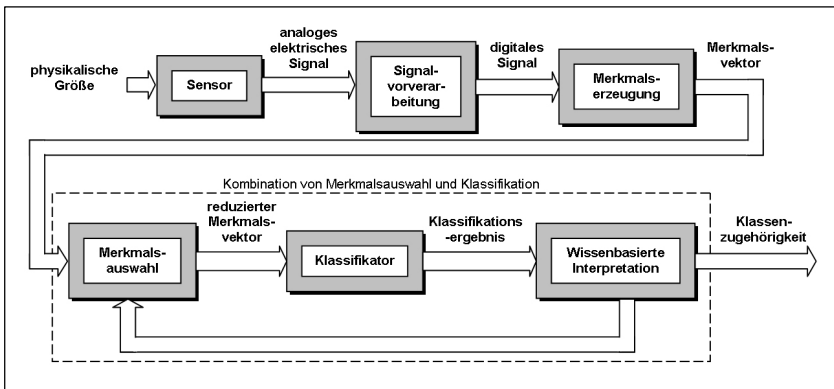 physikalische
Größe
Sensor
analoges
elektrisches
Signal
Signal-
vorverar-
beitung
digitales
Signal
Merkmals-
erzeugung
Merkmals-
vektor
Kombination von Merkmalsauswahl und Klassifikation
Merkmals-
auswahl
reduzierter
Merkmals-
vektor
Klassifikator
Klassifikations
-ergebnis
Wissenbasierte
Interpretation
Klassen-
zugehörigkeit